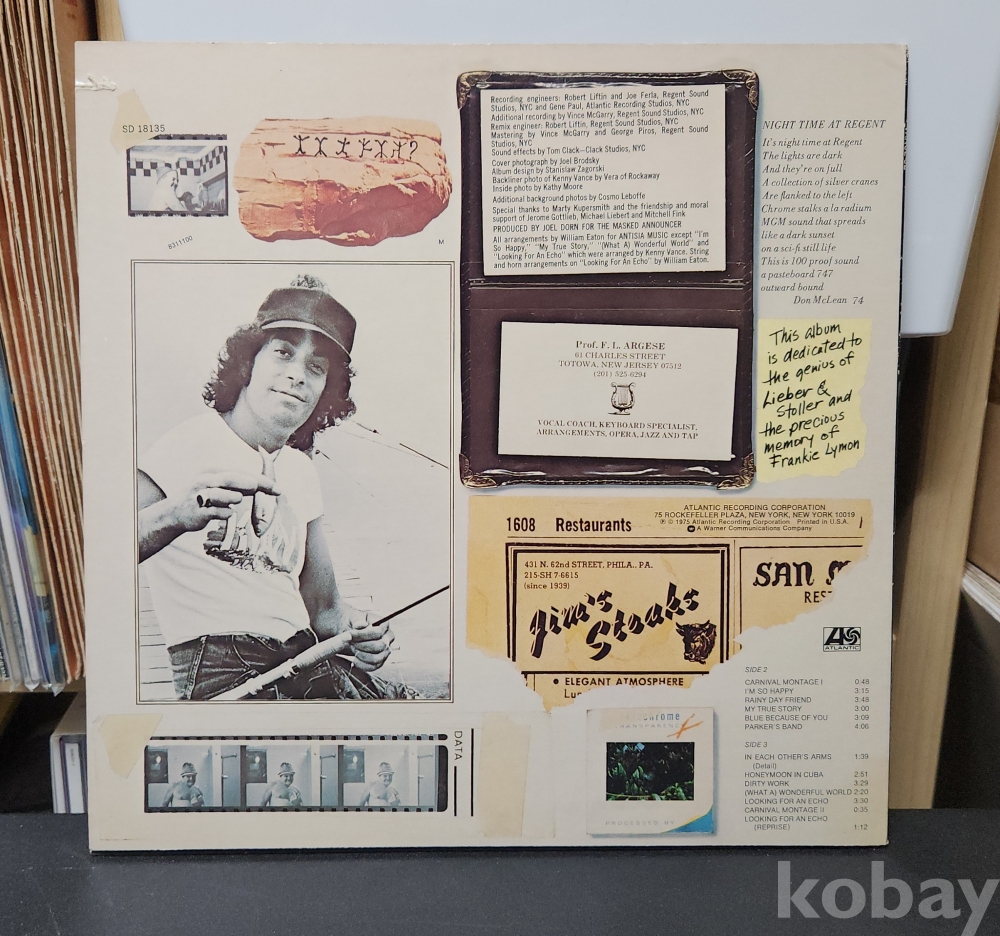 SD 18135
8311100
M
Recording engineers: Robert Liftin and Joe Ferla, Regent Sound
Studios, NYC and Gene Paul, Atlantic Recording Studios, NYC
Additional recording by Vince McGarry, Regent Sound Studios, NYC
Remix engineer: Robert Liftin, Regent Sound Studios, NYC
Mastering by Vince McGarry and George Piros, Regent Sound
Studios, NYC
Sound effects by Tom Clack—Clack Studios, NYC
Cover photograph by Joel Brodsky
Album design by Stanislaw Zagorski
Backliner photo of Kenny Vance by Vera of Rockaway
Inside photo by Kathy Moore
Additional background photos by Cosmo Leboffe
Special thanks to Marty Kupersmith and the friendship and moral
support of Jerome Gottlieb, Michael Liebert and Mitchell Fink
PRODUCED BY JOEL DORN FOR THE MASKED ANNOUNCER
All arrangements by William Eaton for ANTISIA MUSIC except "I'm
So Happy," "My True Story," "(What A) Wonderful World" and
"Looking For An Echo" which were arranged by Kenny Vance. String
and horn arrangements on "Looking For An Echo" by William Eaton.
NIGHT TIME AT REGENT
It's night time at Regent
The lights are dark
And they're on full
A collection of silver cranes
Are flanked to the left
Chrome stalks a la radium
MGM sound that spreads
like a dark sunset
on a sci-fi still life
This is 100 proof sound
a pasteboard 747
outward bound
Don McLean 74
Prof. F. L. ARGESE
61 CHARLES STREET
TOTOWA, NEW JERSEY 07512
(201) 525-6294
VOCAL COACH, KEYBOARD SPECIALIST,
ARRANGEMENTS, OPERA, JAZZ AND TAP
This album
is dedicated to
the genius of
Lieber &
Stoller and
the precious
memory of
Frankie Lymon
ATLANTIC RECORDING CORPORATION
75 ROCKEFELLER PLAZA, NEW YORK, NEW YORK 10019
℗ © 1975 Atlantic Recording Corporation Printed in U.S.A.
A Warner Communications Company
1608 Restaurants
431 N. 62nd STREET, PHILA., PA.
215-SH 7-6615
(since 1939)
Jim's
Steaks
SAN
REST
• ELEGANT ATMOSPHERE
ATLANTIC
SIDE 2
CARNIVAL MONTAGE I 0:48
I'M SO HAPPY 3:15
RAINY DAY FRIEND 3:48
MY TRUE STORY 3:00
BLUE BECAUSE OF YOU 3:09
PARKER'S BAND 4:06
SIDE 3
IN EACH OTHER'S ARMS 1:39
(Detail)
HONEYMOON IN CUBA 2:51
DIRTY WORK 3:29
(WHAT A) WONDERFUL WORLD 2:20
LOOKING FOR AN ECHO 3:30
CARNIVAL MONTAGE II 0:35
LOOKING FOR AN ECHO
(REPRISE) 1:12
DATA
chrome
TRANSPARENCY
PROCESSED BY
kobay